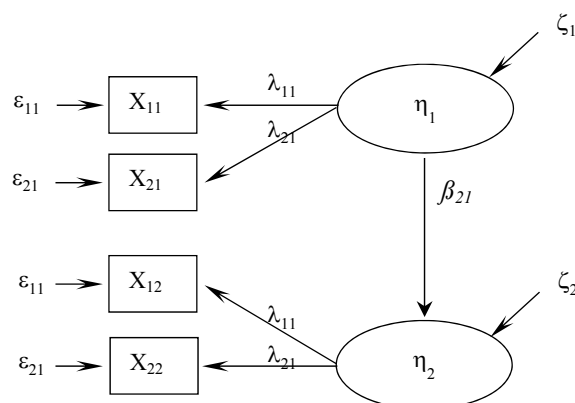 ζ₁
ε₁₁ X₁₁ λ₁₁ η₁
λ₂₁
ε₂₁ X₂₁
β₂₁
ε₁₁ X₁₂
ζ₂
λ₁₁
ε₂₁ X₂₂ λ₂₁ η₂